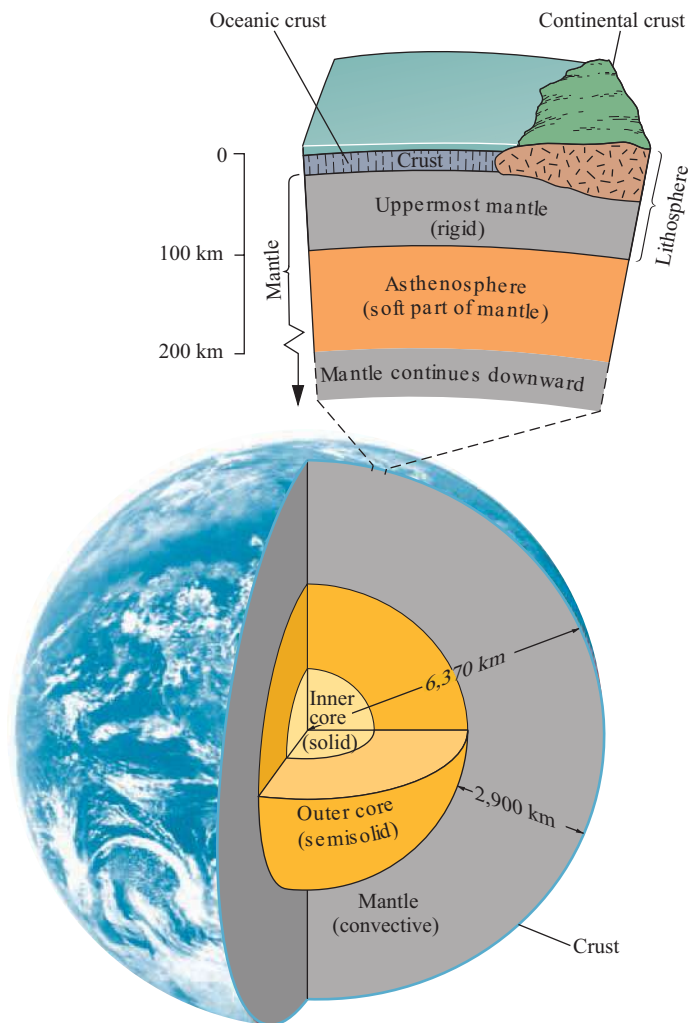 Oceanic crust
Continental crust
0
Crust
Uppermost mantle
(rigid)
Lithosphere
100 km
Mantle
Asthenosphere
(soft part of mantle)
200 km
Mantle continues downward
6,370 km
Inner
core
(solid)
2,900 km
Outer core
(semisolid)
Mantle
(convective)
Crust